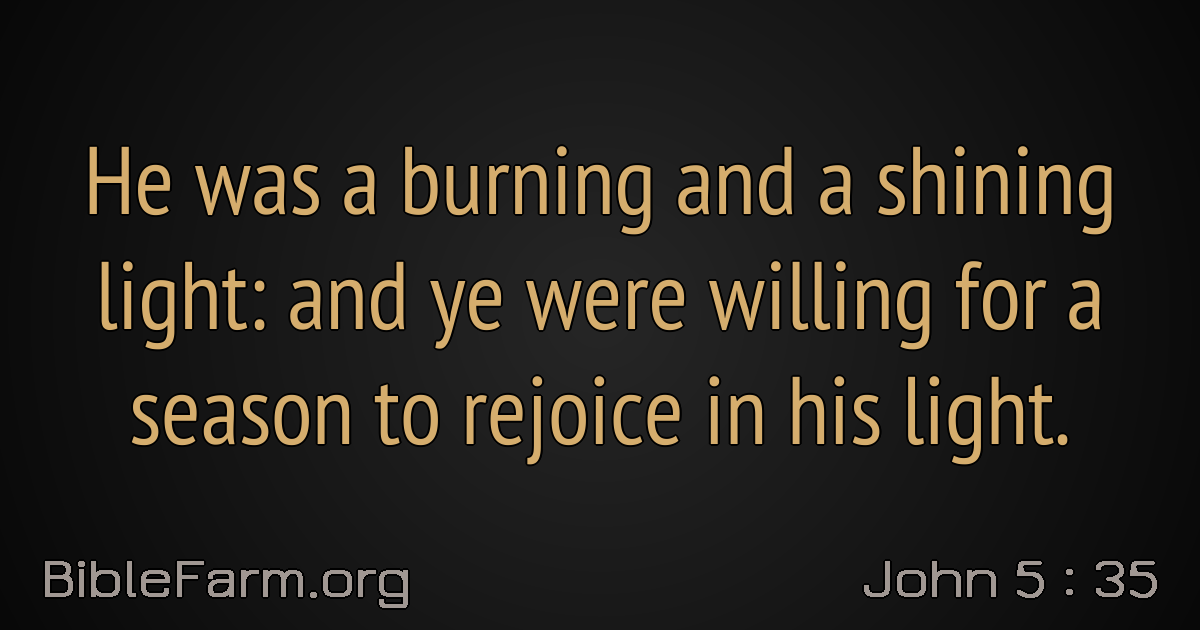 He was a burning and a shining
light: and ye were willing for a
season to rejoice in his light.
BibleFarm.org
John 5 : 35